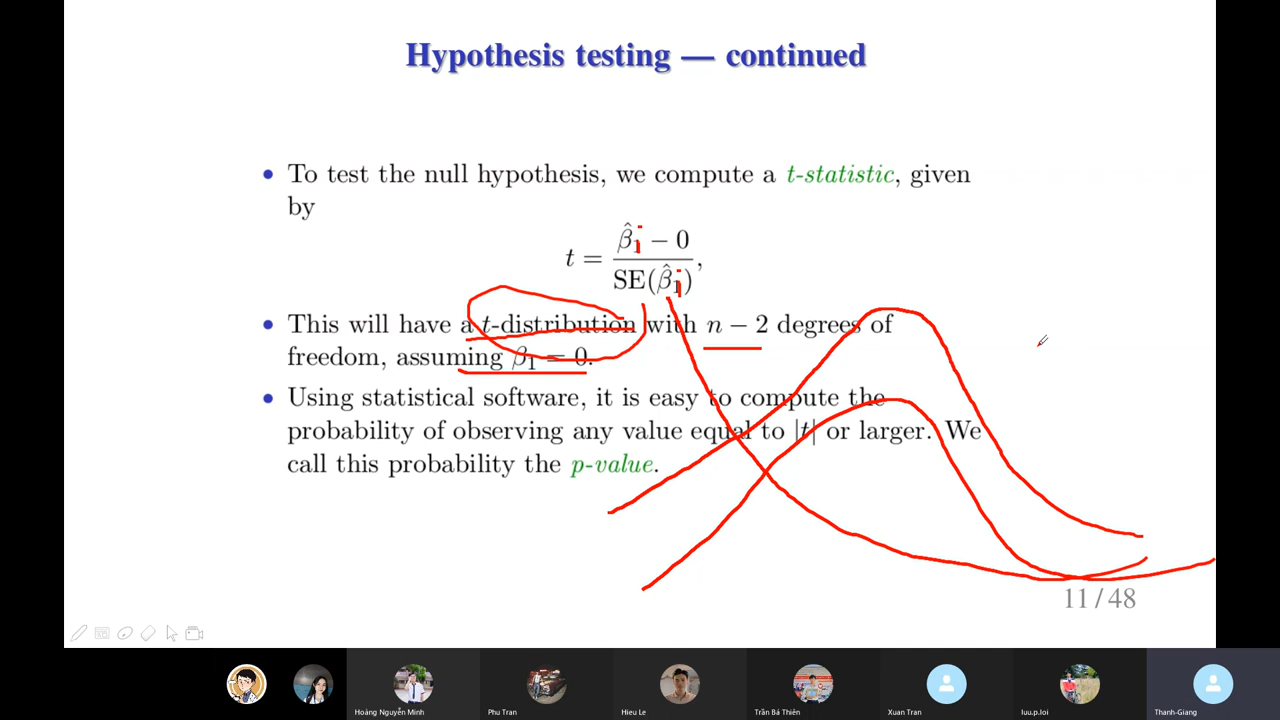 Hypothesis testing — continued
• To test the null hypothesis, we compute a t-statistic, given
by
t = (β̂1 − 0) / SE(β̂1),
• This will have a t-distribution with n − 2 degrees of
freedom, assuming β1 = 0.
• Using statistical software, it is easy to compute the
probability of observing any value equal to |t| or larger. We
call this probability the p-value.
11 / 48
Hoàng Nguyễn Minh
Phu Tran
Hieu Le
Trần Bá Thiên
Xuan Tran
luu.p.loi
Thanh-Giang